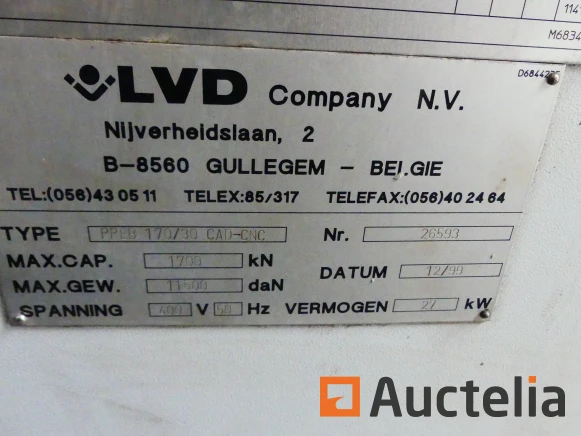 114
M6834
D6844
LVD Company N.V.
Nijverheidslaan, 2
B-8560 GULLEGEM - BELGIE
TEL:(056)43 05 11 TELEX:85/317 TELEFAX:(056)40 24 64
TYPE PPEB 170/30 CAD-CNC Nr. 26593
MAX.CAP. 1700 kN
DATUM 12/99
MAX.GEW. 11500 daN
SPANNING 400 V 50 Hz VERMOGEN 27 kW
Auctelia